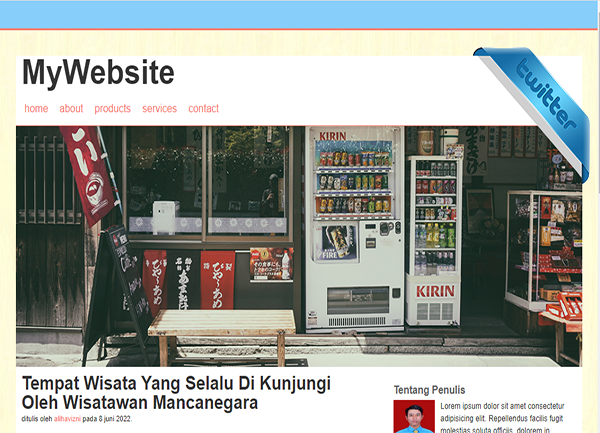 MyWebsite
twitter
home about products services contact
KIRIN
FIRE
KIRIN
Tempat Wisata Yang Selalu Di Kunjungi
Oleh Wisatawan Mancanegara
ditulis oleh alihavizni pada 8 juni 2022.
Tentang Penulis
Lorem ipsum dolor sit amet consectetur
adipisicing elit. Repellendus facilis fugit
molestias soluta officiis, dolorem in